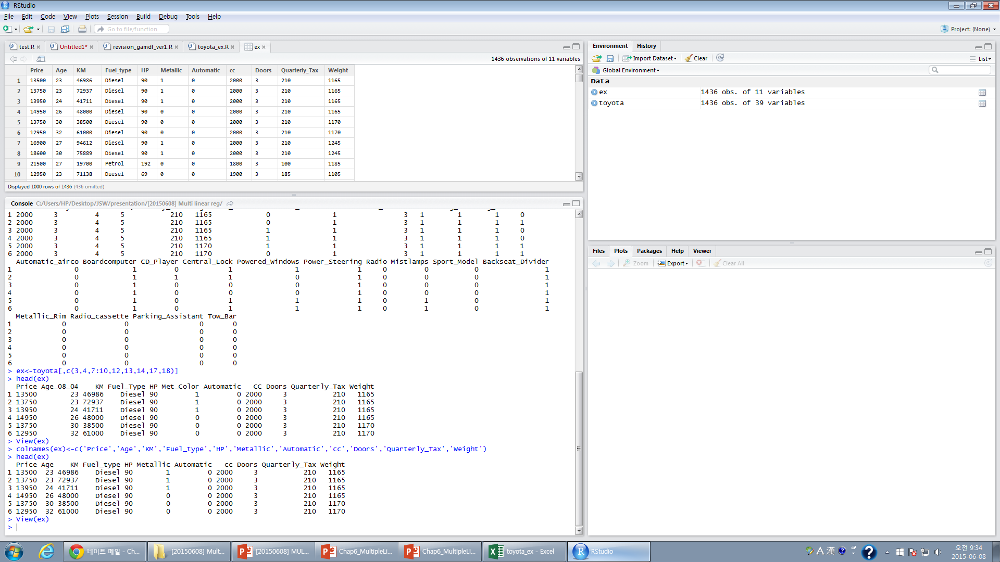 RStudio
File Edit Code View Plots Session Build Debug Tools Help
Go to file/function
Project: (None)
test.R Untitled1* revision_gamdf_ver1.R toyota_ex.R ex
1436 observations of 11 variables
Price Age KM Fuel_type HP Metallic Automatic cc Doors Quarterly_Tax Weight
1 13500 23 46986 Diesel 90 1 0 2000 3 210 1165
2 13750 23 72937 Diesel 90 1 0 2000 3 210 1165
3 13950 24 41711 Diesel 90 1 0 2000 3 210 1165
4 14950 26 48000 Diesel 90 0 0 2000 3 210 1165
5 13750 30 38500 Diesel 90 0 0 2000 3 210 1170
6 12950 32 61000 Diesel 90 0 0 2000 3 210 1170
7 16900 27 94612 Diesel 90 1 0 2000 3 210 1245
8 18600 30 75889 Diesel 90 1 0 2000 3 210 1245
9 21500 27 19700 Petrol 192 0 0 1800 3 100 1185
10 12950 23 71138 Diesel 69 0 0 1900 3 185 1105
Displayed 1000 rows of 1436 (436 omitted)
Console C:/Users/HP/Desktop/JSW/presentation/[20150608] Multi linear reg/
1 2000 3 4 5 210 1165 0 1 3 1 1 1 0
2 2000 3 4 5 210 1165 0 1 3 1 1 1 1
3 2000 3 4 5 210 1165 1 1 3 1 1 1 0
4 2000 3 4 5 210 1165 1 1 3 1 1 1 0
5 2000 3 4 5 210 1170 1 1 3 1 1 1 1
6 2000 3 4 5 210 1170 0 1 3 1 1 1 1
Automatic_airco Boardcomputer CD_Player Central_Lock Powered_Windows Power_Steering Radio Mistlamps Sport_Model Backseat_Divider
1 0 1 0 1 1 1 0 0 0 1
2 0 1 1 1 0 1 0 0 0 1
3 0 1 0 0 0 1 0 0 0 1
4 0 1 0 0 0 1 0 0 0 1
5 0 1 0 1 1 1 0 1 0 1
6 0 1 0 1 1 1 0 1 0 1
Metallic_Rim Radio_cassette Parking_Assistant Tow_Bar
1 0 0 0 0
2 0 0 0 0
3 0 0 0 0
4 0 0 0 0
5 0 0 0 0
6 0 0 0 0
> ex<-toyota[,c(3,4,7:10,12,13,14,17,18)]
> head(ex)
Price Age_08_04 KM Fuel_Type HP Met_Color Automatic CC Doors Quarterly_Tax Weight
1 13500 23 46986 Diesel 90 1 0 2000 3 210 1165
2 13750 23 72937 Diesel 90 1 0 2000 3 210 1165
3 13950 24 41711 Diesel 90 1 0 2000 3 210 1165
4 14950 26 48000 Diesel 90 0 0 2000 3 210 1165
5 13750 30 38500 Diesel 90 0 0 2000 3 210 1170
6 12950 32 61000 Diesel 90 0 0 2000 3 210 1170
> View(ex)
> colnames(ex)<-c('Price','Age','KM','Fuel_type','HP','Metallic','Automatic','cc','Doors','Quarterly_Tax','Weight')
> head(ex)
Price Age KM Fuel_type HP Metallic Automatic cc Doors Quarterly_Tax Weight
1 13500 23 46986 Diesel 90 1 0 2000 3 210 1165
2 13750 23 72937 Diesel 90 1 0 2000 3 210 1165
3 13950 24 41711 Diesel 90 1 0 2000 3 210 1165
4 14950 26 48000 Diesel 90 0 0 2000 3 210 1165
5 13750 30 38500 Diesel 90 0 0 2000 3 210 1170
6 12950 32 61000 Diesel 90 0 0 2000 3 210 1170
> View(ex)
>
Environment History
Import Dataset Clear
List
Global Environment
Data
ex 1436 obs. of 11 variables
toyota 1436 obs. of 39 variables
Files Plots Packages Help Viewer
Zoom Export Clear All
네이트 메일 - Ch... [20150608] Mult... [20150608] MUL... Chap6_MultipleLi... Chap6_MultipleLi... toyota_ex - Excel RStudio
A 漢
오전 9:34
2015-06-08